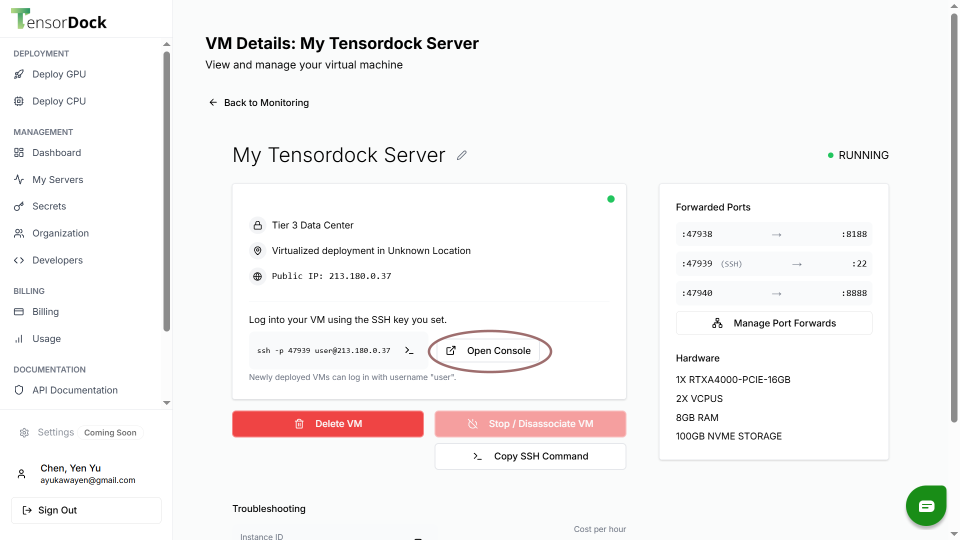 TensorDock
DEPLOYMENT
Deploy GPU
Deploy CPU
MANAGEMENT
Dashboard
My Servers
Secrets
Organization
Developers
BILLING
Billing
Usage
DOCUMENTATION
API Documentation
Settings Coming Soon
Chen, Yen Yu
ayukawayen@gmail.com
Sign Out
VM Details: My Tensordock Server
View and manage your virtual machine
← Back to Monitoring
My Tensordock Server
RUNNING
Tier 3 Data Center
Virtualized deployment in Unknown Location
Public IP: 213.180.0.37
Log into your VM using the SSH key you set.
ssh -p 47939 user@213.180.0.37
Open Console
Newly deployed VMs can log in with username "user".
Delete VM
Stop / Disassociate VM
Copy SSH Command
Forwarded Ports
:47938 → :8188
:47939 (SSH) → :22
:47940 → :8888
Manage Port Forwards
Hardware
1X RTXA4000-PCIE-16GB
2X VCPUS
8GB RAM
100GB NVME STORAGE
Troubleshooting
Instance ID
Cost per hour